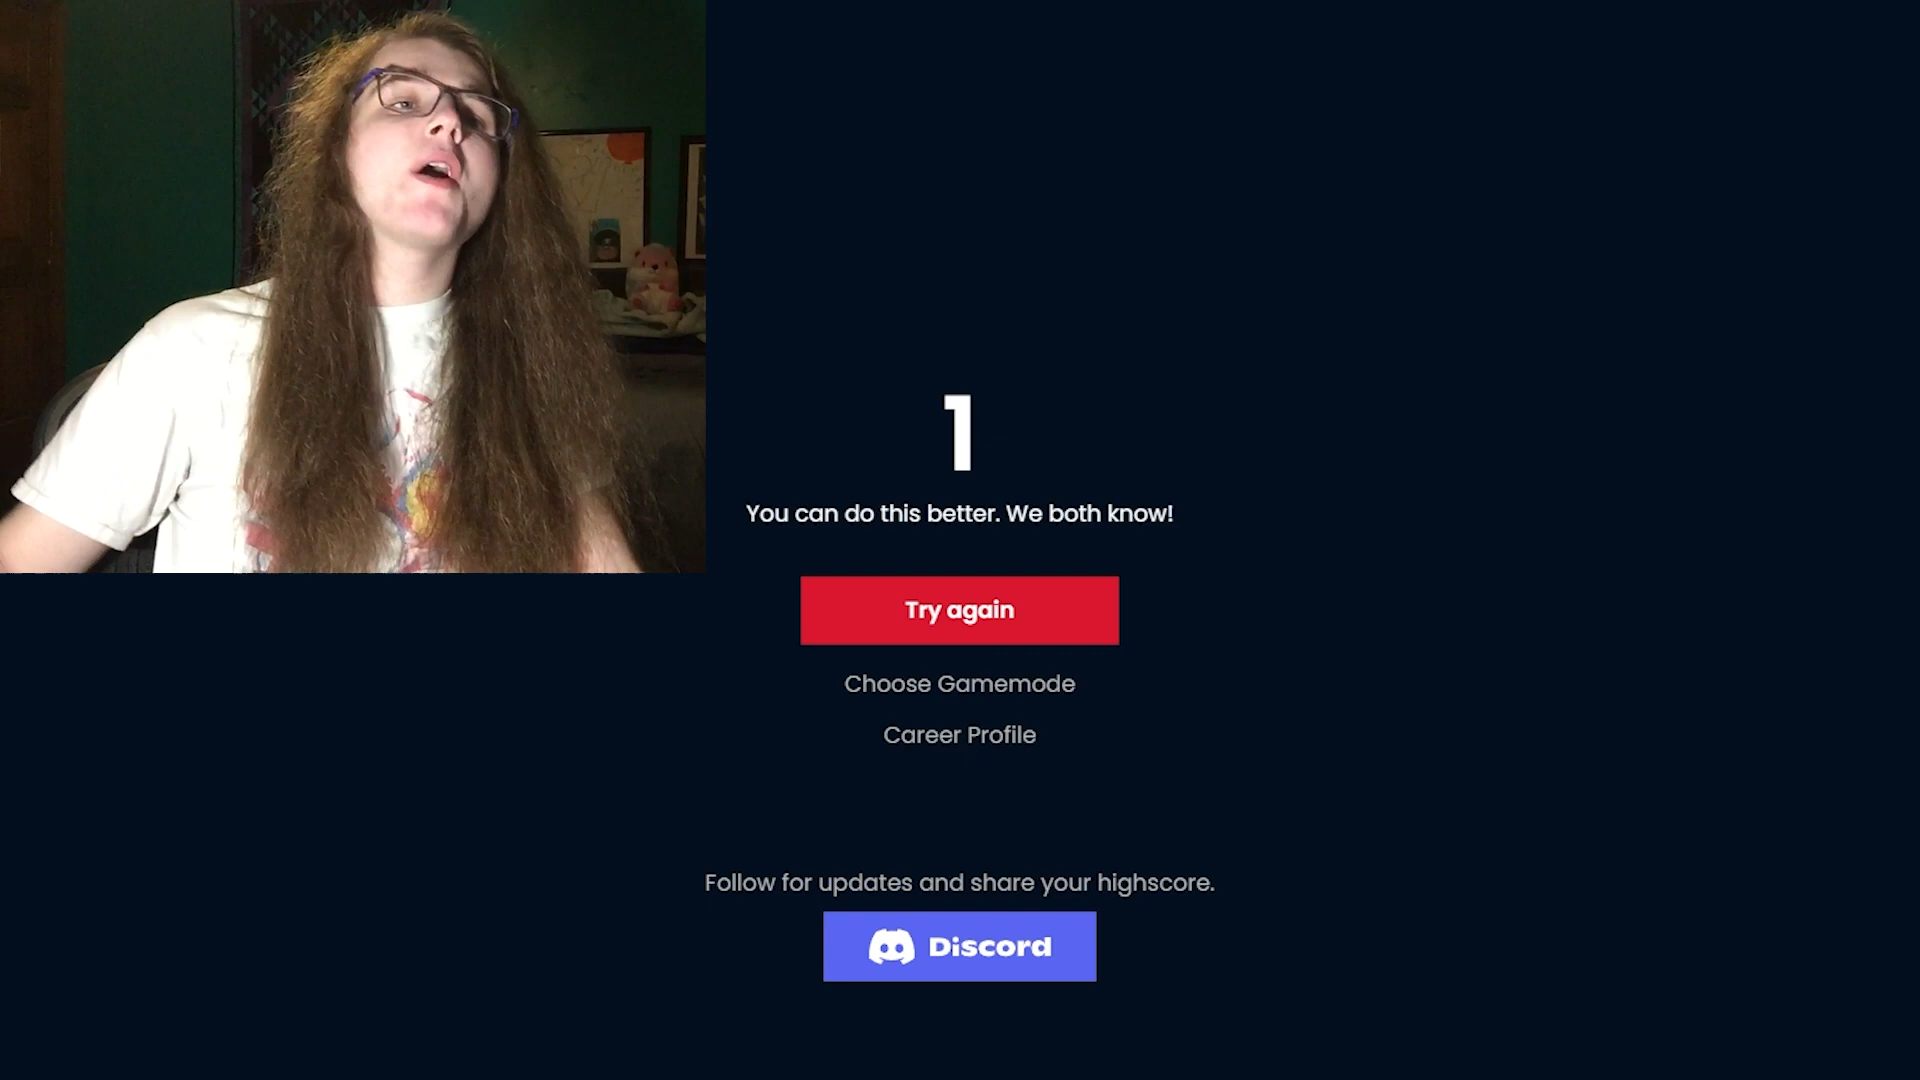 1
You can do this better. We both know!
Try again
Choose Gamemode
Career Profile
Follow for updates and share your highscore.
Discord